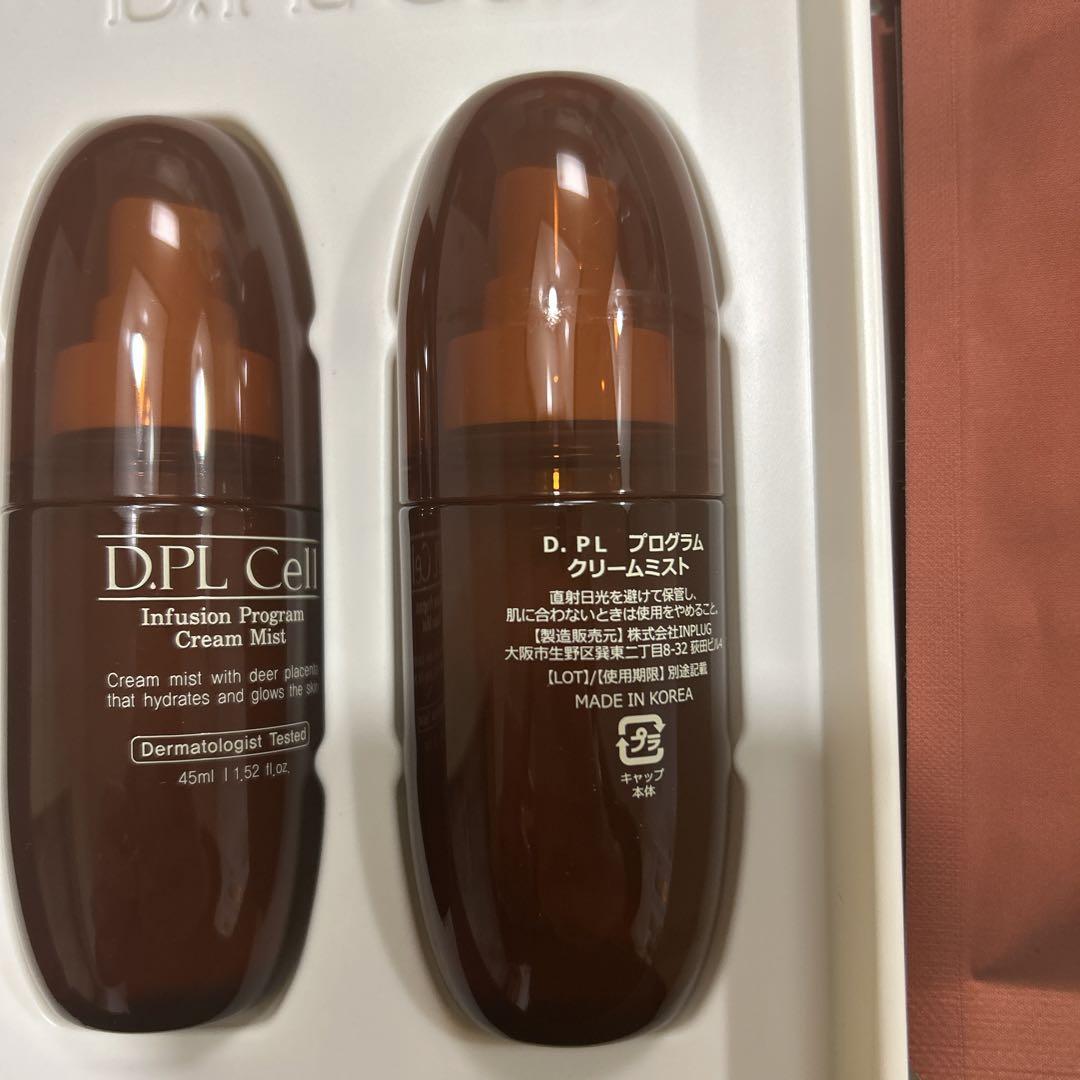 D.PL Cell
Infusion Program
Cream Mist
Cream mist with deer placenta
that hydrates and glows the skin
Dermatologist Tested
45ml | 1.52 fl.oz.
D. PL プログラム
クリームミスト
直射日光を避けて保管し、
肌に合わないときは使用をやめること。
【製造販売元】株式会社INPLUG
大阪市生野区巽東二丁目8-32 荻田ビル4
【LOT】/【使用期限】別途記載
MADE IN KOREA
プラ
キャップ
本体